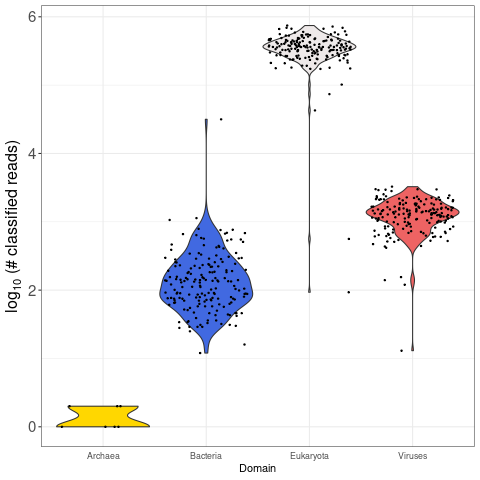 6
4
2
0
log10 (# classified reads)
Archaea
Bacteria
Eukaryota
Viruses
Domain